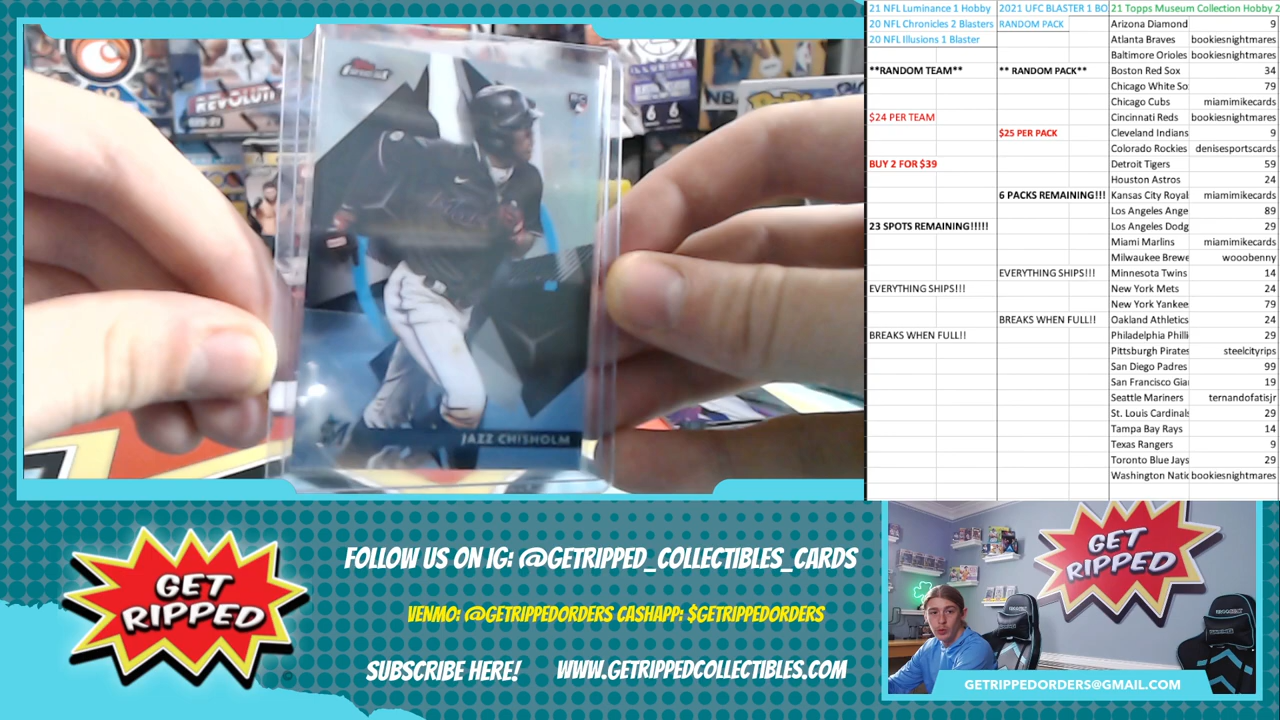 21 NFL Luminance 1 Hobby
20 NFL Chronicles 2 Blasters
20 NFL Illusions 1 Blaster
**RANDOM TEAM**
$24 PER TEAM
BUY 2 FOR $39
23 SPOTS REMAINING!!!!!
EVERYTHING SHIPS!!!
BREAKS WHEN FULL!!
2021 UFC BLASTER 1 BO
RANDOM PACK
** RANDOM PACK**
$25 PER PACK
6 PACKS REMAINING!!!
EVERYTHING SHIPS!!!
BREAKS WHEN FULL!!
21 Topps Museum Collection Hobby 2
Arizona Diamond 9
Atlanta Braves bookiesnightmares
Baltimore Orioles bookiesnightmares
Boston Red Sox 34
Chicago White So 79
Chicago Cubs miamimikecards
Cincinnati Reds bookiesnightmares
Cleveland Indians 9
Colorado Rockies denisesportscards
Detroit Tigers 59
Houston Astros 24
Kansas City Royal miamimikecards
Los Angeles Ange 89
Los Angeles Dodg 29
Miami Marlins miamimikecards
Milwaukee Brewe wooobenny
Minnesota Twins 14
New York Mets 24
New York Yankee 79
Oakland Athletics 24
Philadelphia Philli 29
Pittsburgh Pirates steelcityrips
San Diego Padres 99
San Francisco Gia 19
Seattle Mariners ternandofatisjr
St. Louis Cardinals 29
Tampa Bay Rays 14
Texas Rangers 9
Toronto Blue Jays 29
Washington Natic bookiesnightmares
REVOLUTI
ILLUSIONS
6 6
RC
JAZZ CHISHOLM
GET
RIPPED
FOLLOW US ON IG: @GETRIPPED_COLLECTIBLES_CARDS
VENMO: @GETRIPPEDORDERS CASHAPP: $GETRIPPEDORDERS
SUBSCRIBE HERE! WWW.GETRIPPEDCOLLECTIBLES.COM
GET
RIPPED
GETRIPPEDORDERS@GMAIL.COM